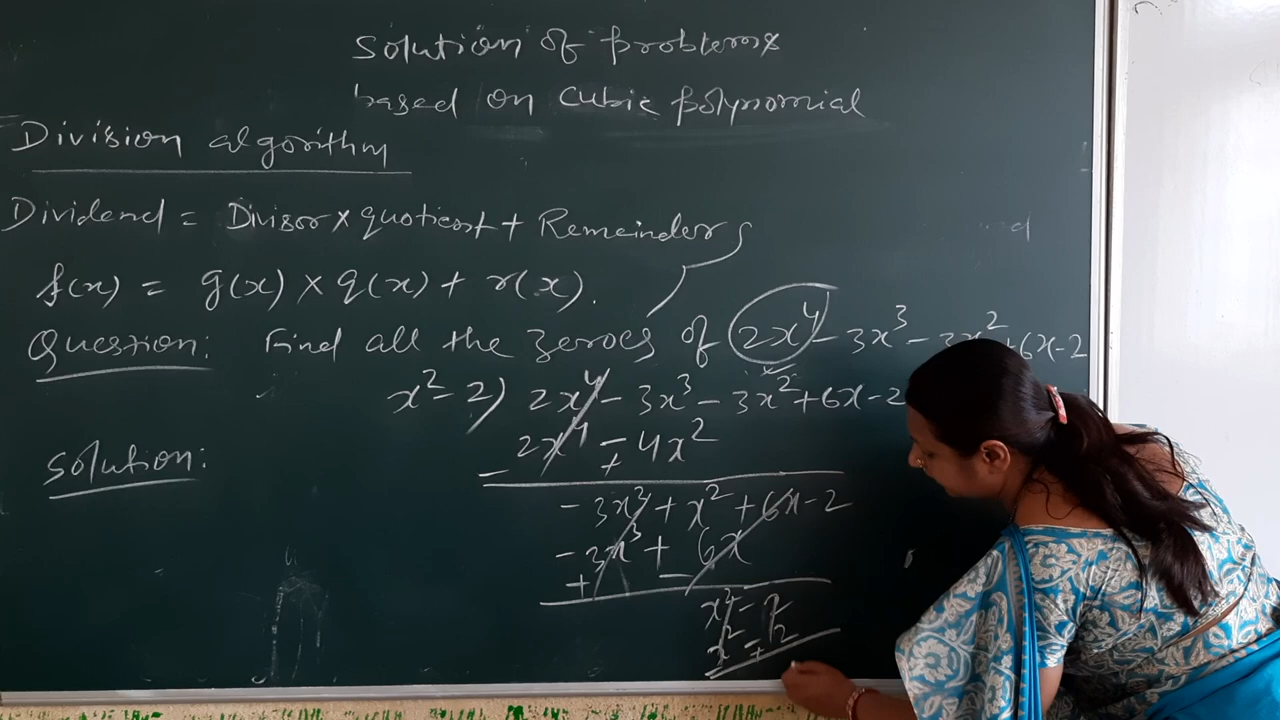 Solution of problems
based on cubic polynomial
Division algorithm
Dividend = Divisor × quotient + Remainder
f(x) = g(x) × q(x) + r(x).
Question: Find all the zeroes of 2x⁴ - 3x³ - 3x² + 6x - 2
x² - 2) 2x⁴ - 3x³ - 3x² + 6x - 2
2x⁴ - 4x²
- +
Solution:
- 3x³ + x² + 6x - 2
- 3x³ + 6x
+ -
x² - 2
x² - 2
- +